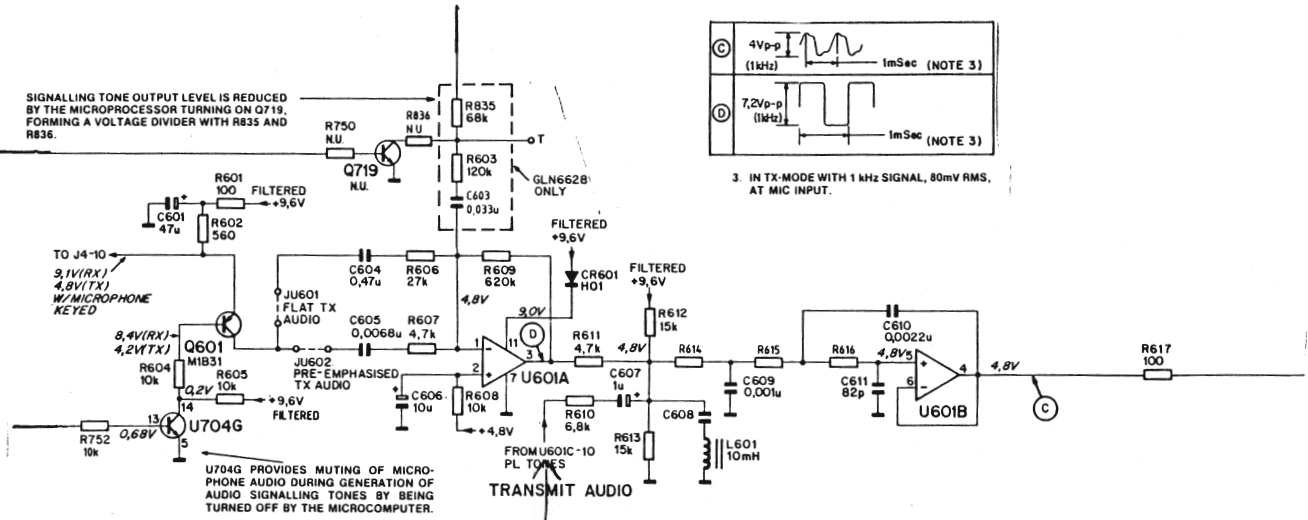 SIGNALLING TONE OUTPUT LEVEL IS REDUCED
BY THE MICROPROCESSOR TURNING ON Q719,
FORMING A VOLTAGE DIVIDER WITH R835 AND
R836.
R750
N.U.
Q719
N.U.
R836
N U
R835
68k
T
R603
120k
C603
0,033u
GLN6628
ONLY
C
4Vp-p
(1kHz)
1mSec (NOTE 3)
D
7,2Vp-p
(1kHz)
1mSec (NOTE 3)
3. IN TX-MODE WITH 1 kHz SIGNAL, 80mV RMS,
AT MIC INPUT.
R601
100
FILTERED
+9,6V
C601
47u
+
R602
560
TO J4-10
9,1V(RX)
4,8V(TX)
W/MICROPHONE
KEYED
8,4V(RX)
4,2V(TX)
Q601
M1B31
R604
10k
0,2V
R605
10k
+9,6V
FILTERED
14
13
5
U704G
R752
10k
0,68V
U704G PROVIDES MUTING OF MICRO-
PHONE AUDIO DURING GENERATION OF
AUDIO SIGNALLING TONES BY BEING
TURNED OFF BY THE MICROCOMPUTER.
JU601
FLAT TX
AUDIO
JU602
PRE-EMPHASISED
TX AUDIO
C604
0,47u
R606
27k
R609
620k
C605
0,0068u
R607
4,7k
4,8V
FILTERED
+9,6V
CR601
H01
9,0V
1
11
2
7
3
-
+
U601A
D
C606
10u
+
R608
10k
+4,8V
R611
4,7k
4,8V
FILTERED
+9,6V
R612
15k
C607
1u
+
R610
6,8k
FROM U601C-10
PL TONES
TRANSMIT AUDIO
R613
15k
C608
L601
10mH
R614
R615
C609
0,001u
C610
0,0022u
R616
4,8V
C611
82p
5
6
4
+
-
U601B
4,8V
C
R617
100